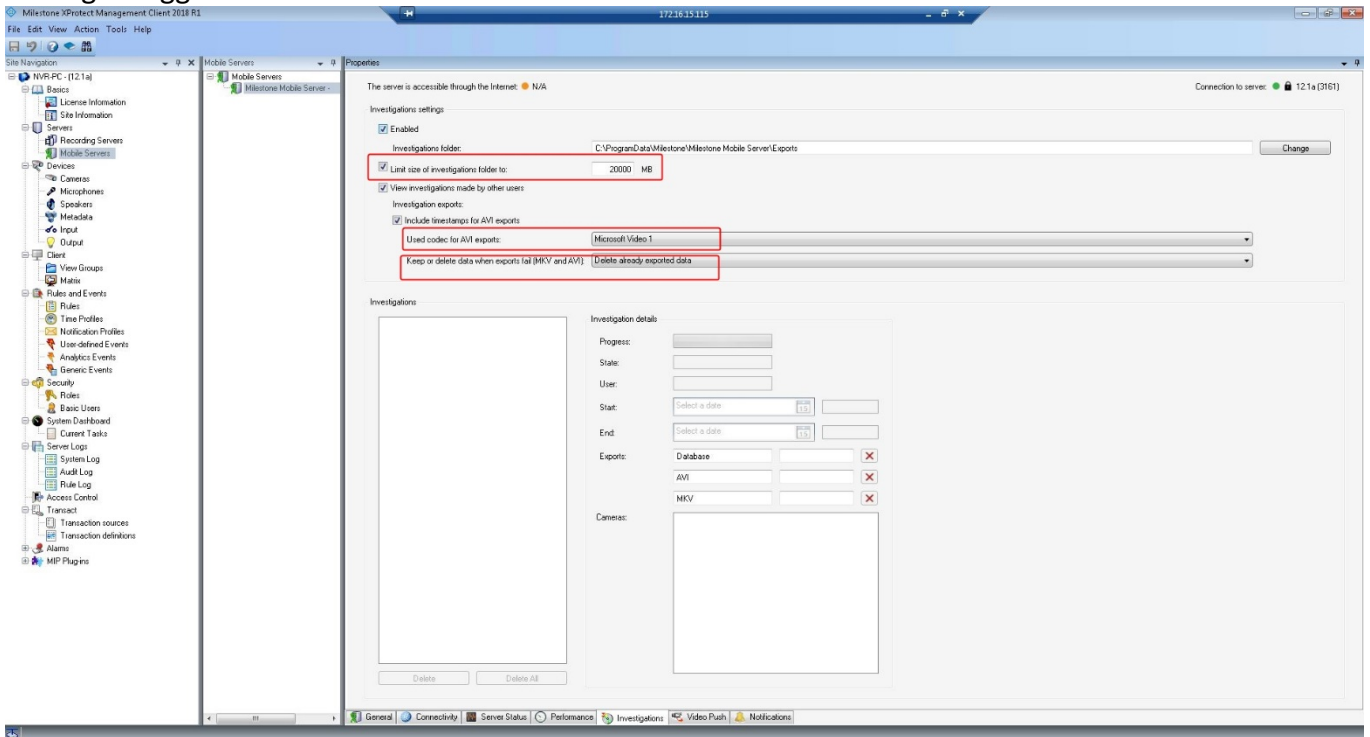 Milestone XProtect Management Client 2018 R1
172.16.15.115
File Edit View Action Tools Help
Site Navigation
NVR-PC - (12.1a)
Basics
License Information
Site Information
Servers
Recording Servers
Mobile Servers
Devices
Cameras
Microphones
Speakers
Metadata
Input
Output
Client
View Groups
Matrix
Rules and Events
Rules
Time Profiles
Notification Profiles
User-defined Events
Analytics Events
Generic Events
Security
Roles
Basic Users
System Dashboard
Current Tasks
Server Logs
System Log
Audit Log
Rule Log
Access Control
Transact
Transaction sources
Transaction definitions
Alarms
MIP Plug-ins
Mobile Servers
Mobile Servers
Milestone Mobile Server -
Properties
The server is accessible through the Internet: N/A
Connection to server: 12.1a (3161)
Investigations settings
Enabled
Investigations folder: C:\ProgramData\Milestone\Milestone Mobile Server\Exports Change
Limit size of investigations folder to: 20000 MB
View investigations made by other users
Investigation exports:
Include timestamps for AVI exports
Used codec for AVI exports: Microsoft Video 1
Keep or delete data when exports fail (MKV and AVI): Delete already exported data
Investigations
Delete Delete All
Investigation details
Progress:
State:
User:
Start: Select a date 15
End: Select a date 15
Exports: Database
AVI
MKV
Cameras:
General Connectivity Server Status Performance Investigations Video Push Notifications